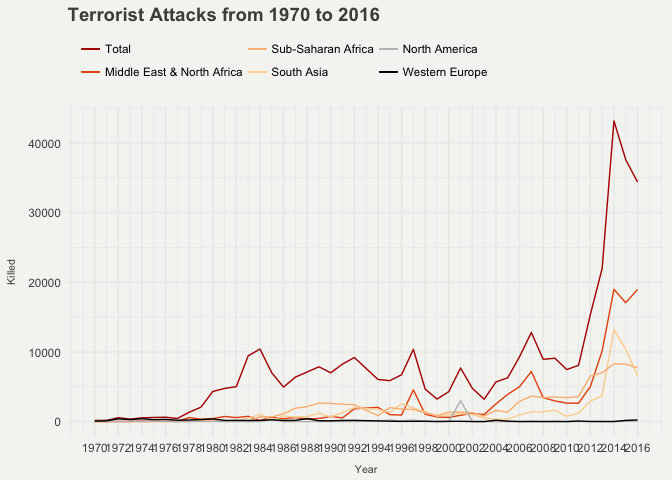 Terrorist Attacks from 1970 to 2016
Total Sub-Saharan Africa North America
Middle East & North Africa South Asia Western Europe
40000
30000
20000
10000
0
Killed
1970 1972 1974 1976 1978 1980 1982 1984 1986 1988 1990 1992 1994 1996 1998 2000 2002 2004 2006 2008 2010 2012 2014 2016
Year